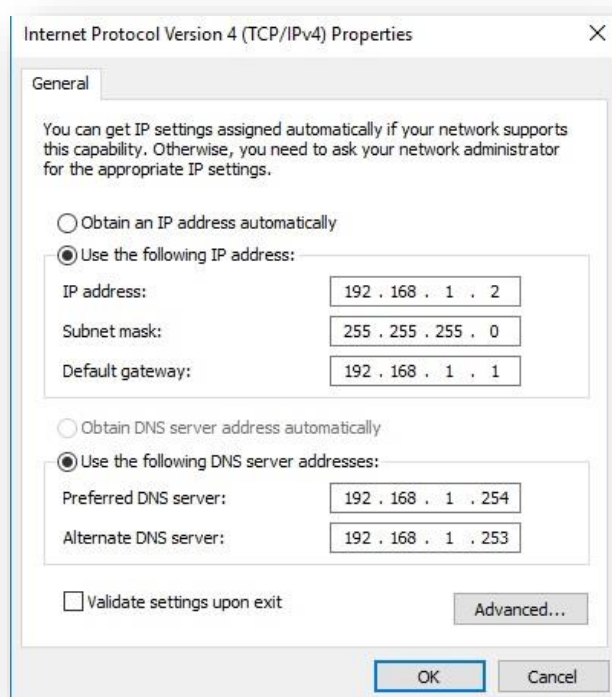 Internet Protocol Version 4 (TCP/IPv4) Properties
General
You can get IP settings assigned automatically if your network supports
this capability. Otherwise, you need to ask your network administrator
for the appropriate IP settings.
Obtain an IP address automatically
Use the following IP address:
IP address: 192 . 168 . 1 . 2
Subnet mask: 255 . 255 . 255 . 0
Default gateway: 192 . 168 . 1 . 1
Obtain DNS server address automatically
Use the following DNS server addresses:
Preferred DNS server: 192 . 168 . 1 . 254
Alternate DNS server: 192 . 168 . 1 . 253
Validate settings upon exit
Advanced...
OK Cancel